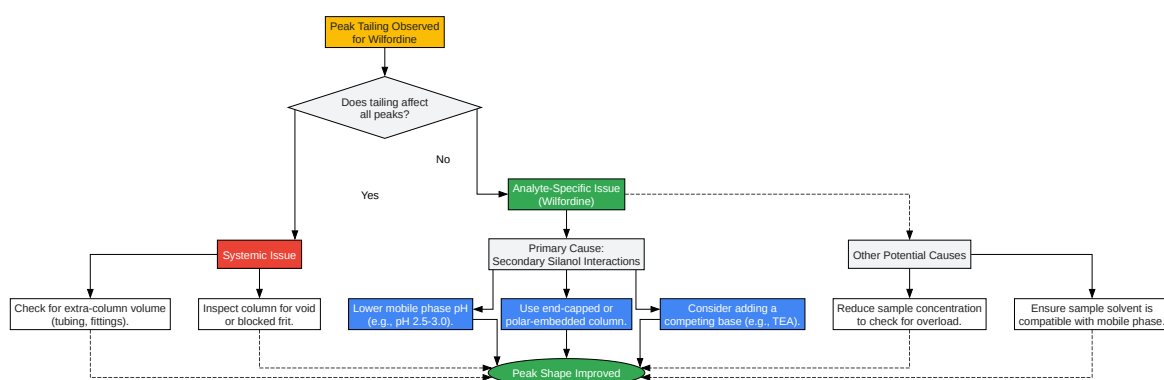 Peak Tailing Observed
for Wilfordine
Does tailing affect
all peaks?
No
Yes
Analyte-Specific Issue
(Wilfordine)
Systemic Issue
Primary Cause:
Secondary Silanol Interactions
Other Potential Causes
Check for extra-column volume
(tubing, fittings).
Inspect column for void
or blocked frit.
Lower mobile phase pH
(e.g., pH 2.5-3.0).
Use end-capped or
polar-embedded column.
Consider adding a
competing base (e.g., TEA).
Reduce sample concentration
to check for overload.
Ensure sample solvent is
compatible with mobile phase.
Peak Shape Improved